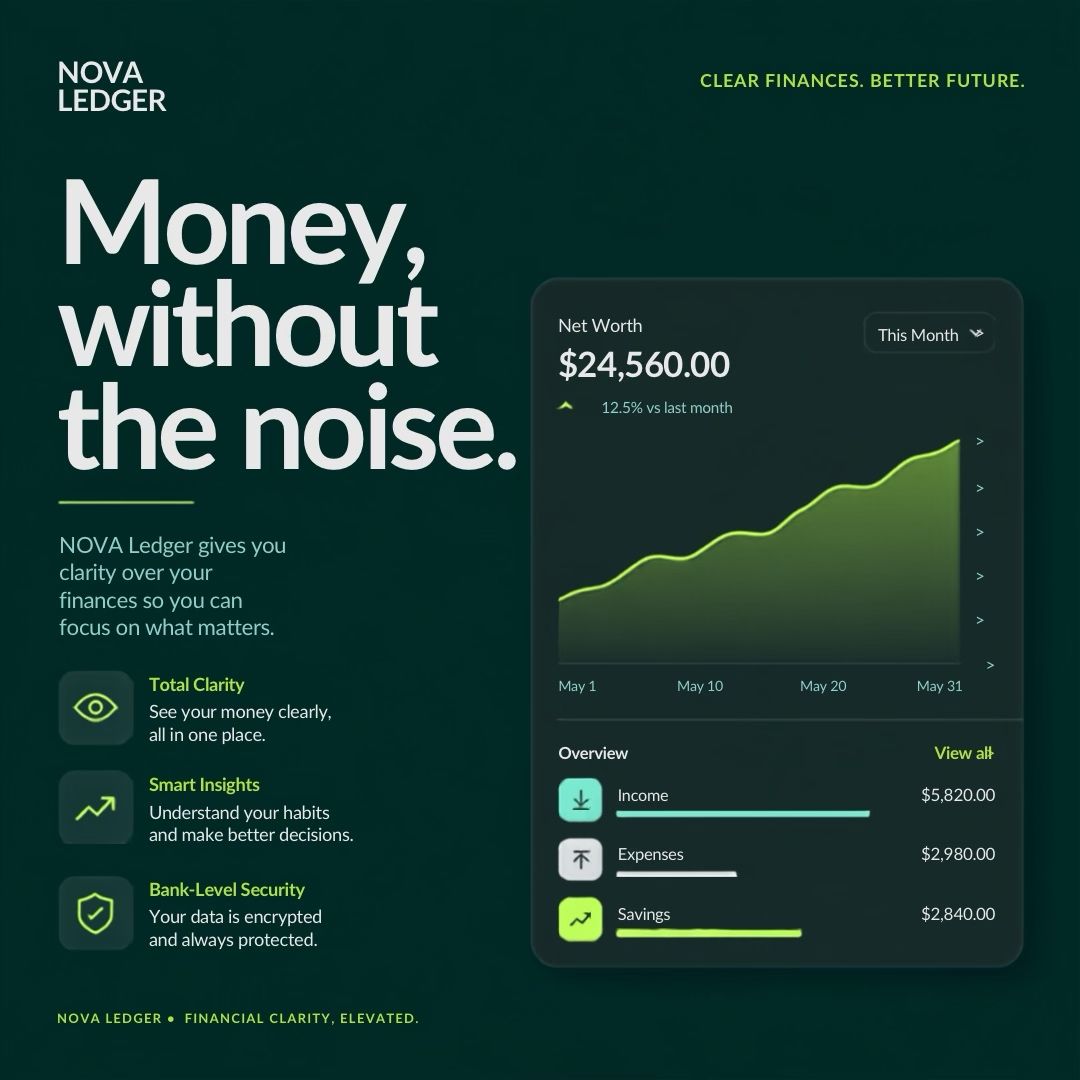 NOVA
LEDGER
CLEAR FINANCES. BETTER FUTURE.
Money,
without
the noise.
NOVA Ledger gives you
clarity over your
finances so you can
focus on what matters.
Total Clarity
See your money clearly,
all in one place.
Smart Insights
Understand your habits
and make better decisions.
Bank-Level Security
Your data is encrypted
and always protected.
Net Worth
This Month
$24,560.00
12.5% vs last month
>
>
>
>
>
>
May 1 May 10 May 20 May 31
Overview View all
Income $5,820.00
Expenses $2,980.00
Savings $2,840.00
NOVA LEDGER • FINANCIAL CLARITY, ELEVATED.